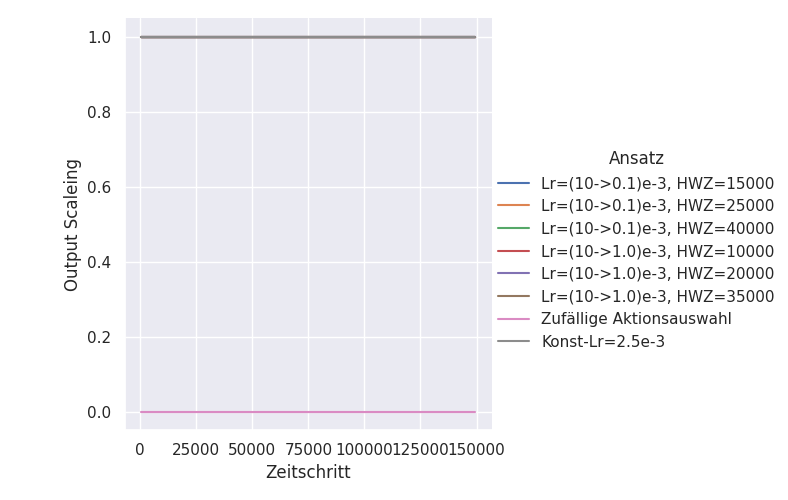 1.0
0.8
0.6
0.4
0.2
0.0
Output Scaleing
0 25000 50000 75000 100000 125000 150000
Zeitschritt
Ansatz
Lr=(10->0.1)e-3, HWZ=15000
Lr=(10->0.1)e-3, HWZ=25000
Lr=(10->0.1)e-3, HWZ=40000
Lr=(10->1.0)e-3, HWZ=10000
Lr=(10->1.0)e-3, HWZ=20000
Lr=(10->1.0)e-3, HWZ=35000
Zufällige Aktionsauswahl
Konst-Lr=2.5e-3